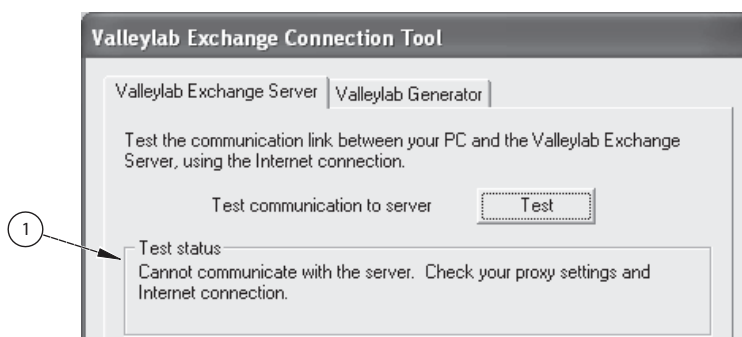 Valleylab Exchange Connection Tool
Valleylab Exchange Server
Valleylab Generator
Test the communication link between your PC and the Valleylab Exchange
Server, using the Internet connection.
Test communication to server
Test
1
Test status
Cannot communicate with the server. Check your proxy settings and
Internet connection.